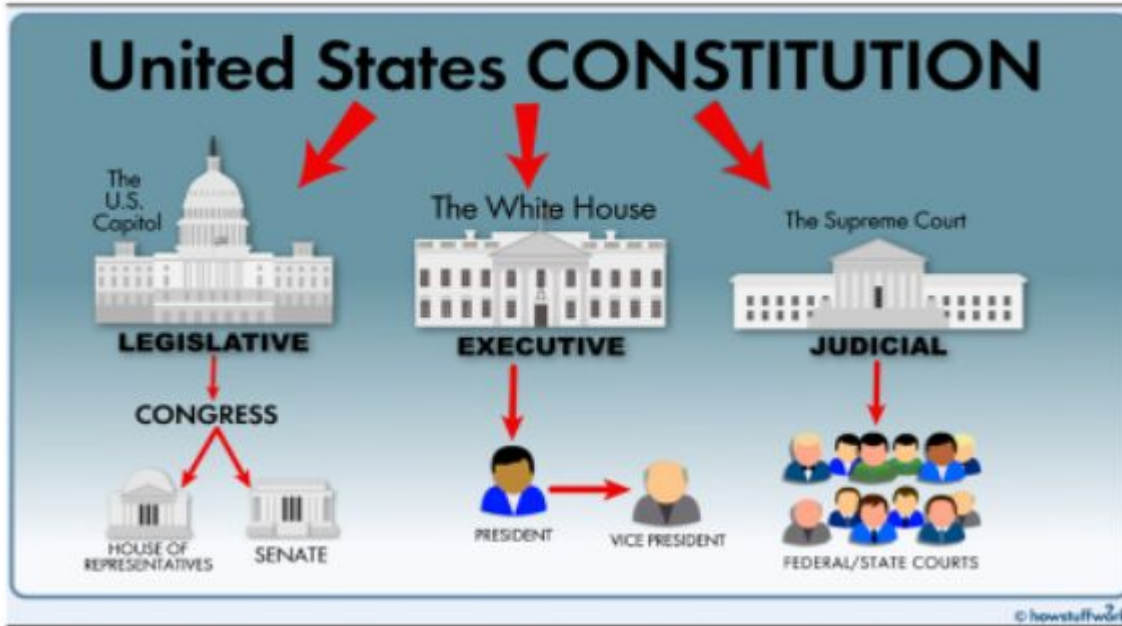 United States CONSTITUTION
The
U.S.
Capitol
The White House
The Supreme Court
LEGISLATIVE
EXECUTIVE
JUDICIAL
CONGRESS
HOUSE OF
REPRESENTATIVES
SENATE
PRESIDENT
VICE PRESIDENT
FEDERAL/STATE COURTS